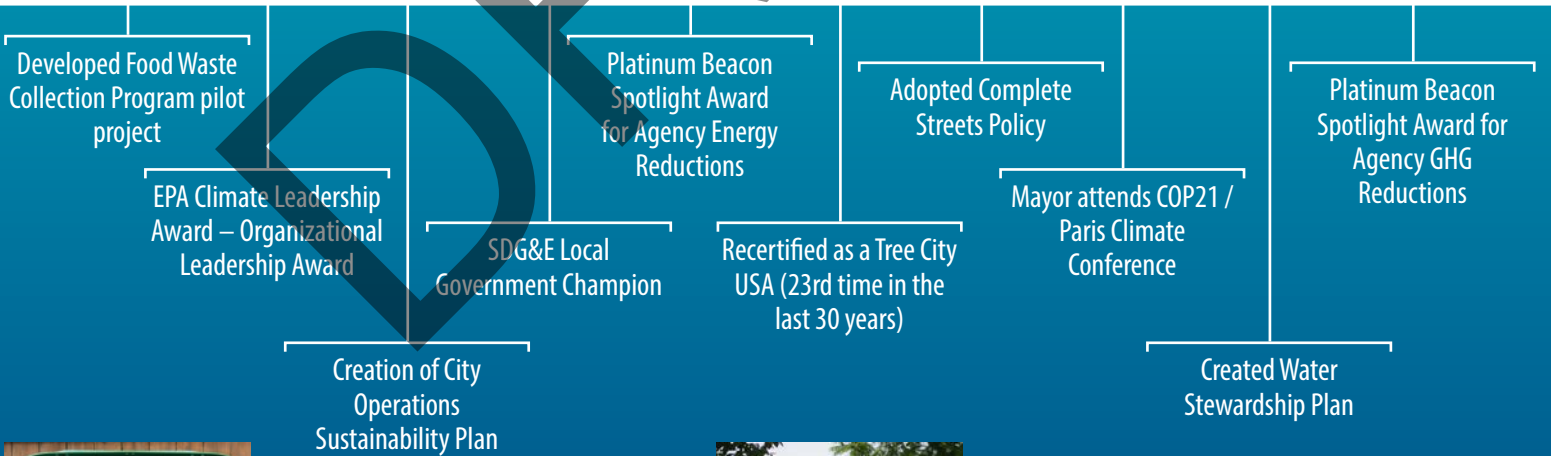 Developed Food Waste
Collection Program pilot
project
EPA Climate Leadership
Award – Organizational
Leadership Award
Creation of City
Operations
Sustainability Plan
SDG&E Local
Government Champion
Platinum Beacon
Spotlight Award
for Agency Energy
Reductions
Recertified as a Tree City
USA (23rd time in the
last 30 years)
Adopted Complete
Streets Policy
Mayor attends COP21 /
Paris Climate
Conference
Created Water
Stewardship Plan
Platinum Beacon
Spotlight Award for
Agency GHG
Reductions